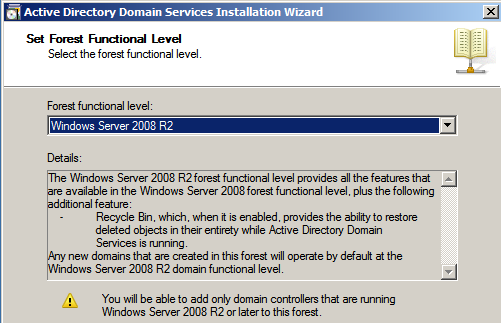 Active Directory Domain Services Installation Wizard
Set Forest Functional Level
Select the forest functional level.
Forest functional level:
Windows Server 2008 R2
Details:
The Windows Server 2008 R2 forest functional level provides all the features that
are available in the Windows Server 2008 forest functional level, plus the following
additional feature:
- Recycle Bin, which, when it is enabled, provides the ability to restore
deleted objects in their entirety while Active Directory Domain
Services is running.
Any new domains that are created in this forest will operate by default at the
Windows Server 2008 R2 domain functional level.
You will be able to add only domain controllers that are running
Windows Server 2008 R2 or later to this forest.